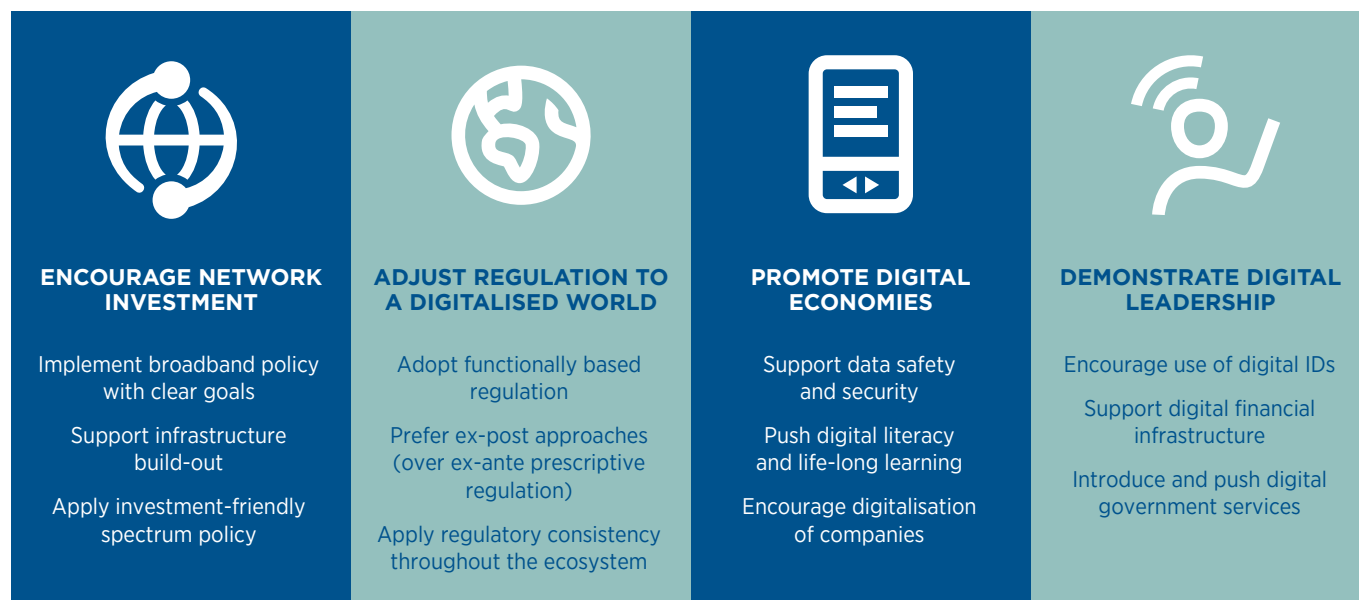 ENCOURAGE NETWORK
INVESTMENT
Implement broadband policy
with clear goals
Support infrastructure
build-out
Apply investment-friendly
spectrum policy
ADJUST REGULATION TO
A DIGITALISED WORLD
Adopt functionally based
regulation
Prefer ex-post approaches
(over ex-ante prescriptive
regulation)
Apply regulatory consistency
throughout the ecosystem
PROMOTE DIGITAL
ECONOMIES
Support data safety
and security
Push digital literacy
and life-long learning
Encourage digitalisation
of companies
DEMONSTRATE DIGITAL
LEADERSHIP
Encourage use of digital IDs
Support digital financial
infrastructure
Introduce and push digital
government services